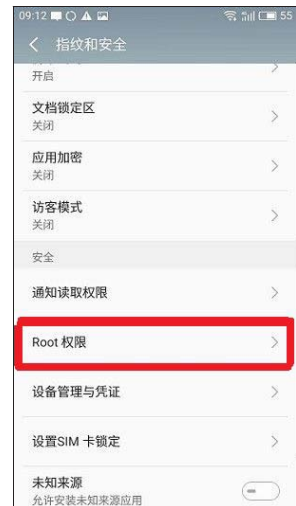 09:12 55
指纹和安全
开启
文档锁定区
关闭
应用加密
关闭
访客模式
关闭
安全
通知读取权限
Root 权限
设备管理与凭证
设置SIM 卡锁定
未知来源
允许安装未知来源应用